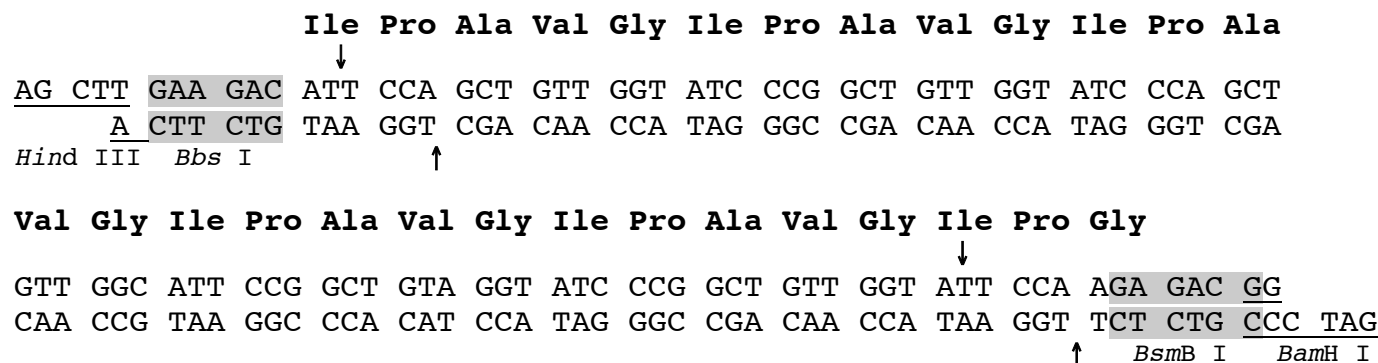 Ile Pro Ala Val Gly Ile Pro Ala Val Gly Ile Pro Ala
↓
AG CTT GAA GAC ATT CCA GCT GTT GGT ATC CCG GCT GTT GGT ATC CCA GCT
A CTT CTG TAA GGT CGA CAA CCA TAG GGC CGA CAA CCA TAG GGT CGA
Hind III Bbs I ↑
Val Gly Ile Pro Ala Val Gly Ile Pro Ala Val Gly Ile Pro Gly
↓
GTT GGC ATT CCG GCT GTA GGT ATC CCG GCT GTT GGT ATT CCA AGA GAC GG
CAA CCG TAA GGC CCA CAT CCA TAG GGC CGA CAA CCA TAA GGT TCT CTG CCC TAG
↑ BsmB I BamH I